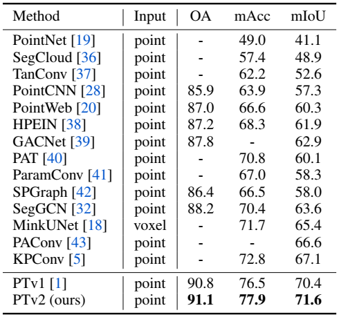 Method Input OA mAcc mIoU
PointNet [19] point - 49.0 41.1
SegCloud [36] point - 57.4 48.9
TanConv [37] point - 62.2 52.6
PointCNN [28] point 85.9 63.9 57.3
PointWeb [20] point 87.0 66.6 60.3
HPEIN [38] point 87.2 68.3 61.9
GACNet [39] point 87.8 - 62.9
PAT [40] point - 70.8 60.1
ParamConv [41] point - 67.0 58.3
SPGraph [42] point 86.4 66.5 58.0
SegGCN [32] point 88.2 70.4 63.6
MinkUNet [18] voxel - 71.7 65.4
PAConv [43] point - - 66.6
KPConv [5] point - 72.8 67.1
PTv1 [1] point 90.8 76.5 70.4
PTv2 (ours) point 91.1 77.9 71.6